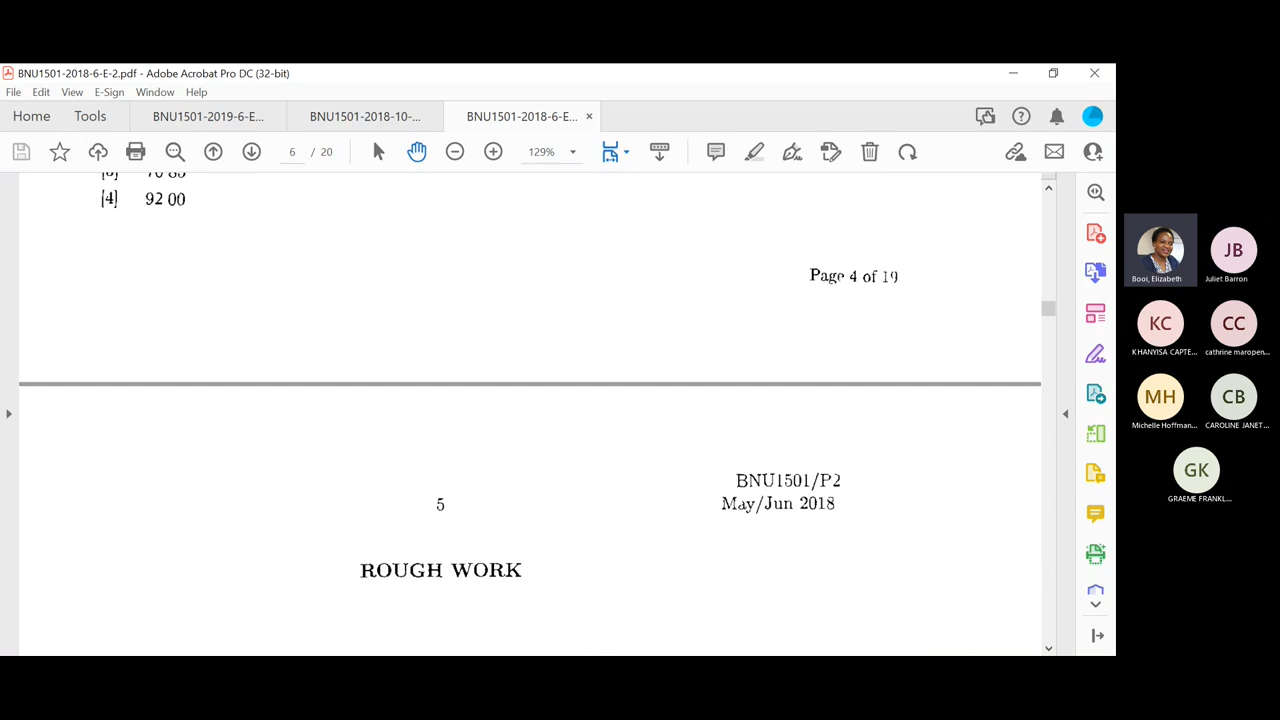 BNU1501-2018-6-E-2.pdf - Adobe Acrobat Pro DC (32-bit)
File Edit View E-Sign Window Help
Home Tools BNU1501-2019-6-E... BNU1501-2018-10-... BNU1501-2018-6-E... ×
6 / 20 129%
[4] 92 00
Page 4 of 19
BNU1501/P2
5 May/Jun 2018
ROUGH WORK
Booi, Elizabeth
JB
Juliet Barron
KC
KHANYISA CAPTE...
CC
cathrine maropen...
MH
Michelle Hoffman...
CB
CAROLINE JANET...
GK
GRAEME FRANKL...